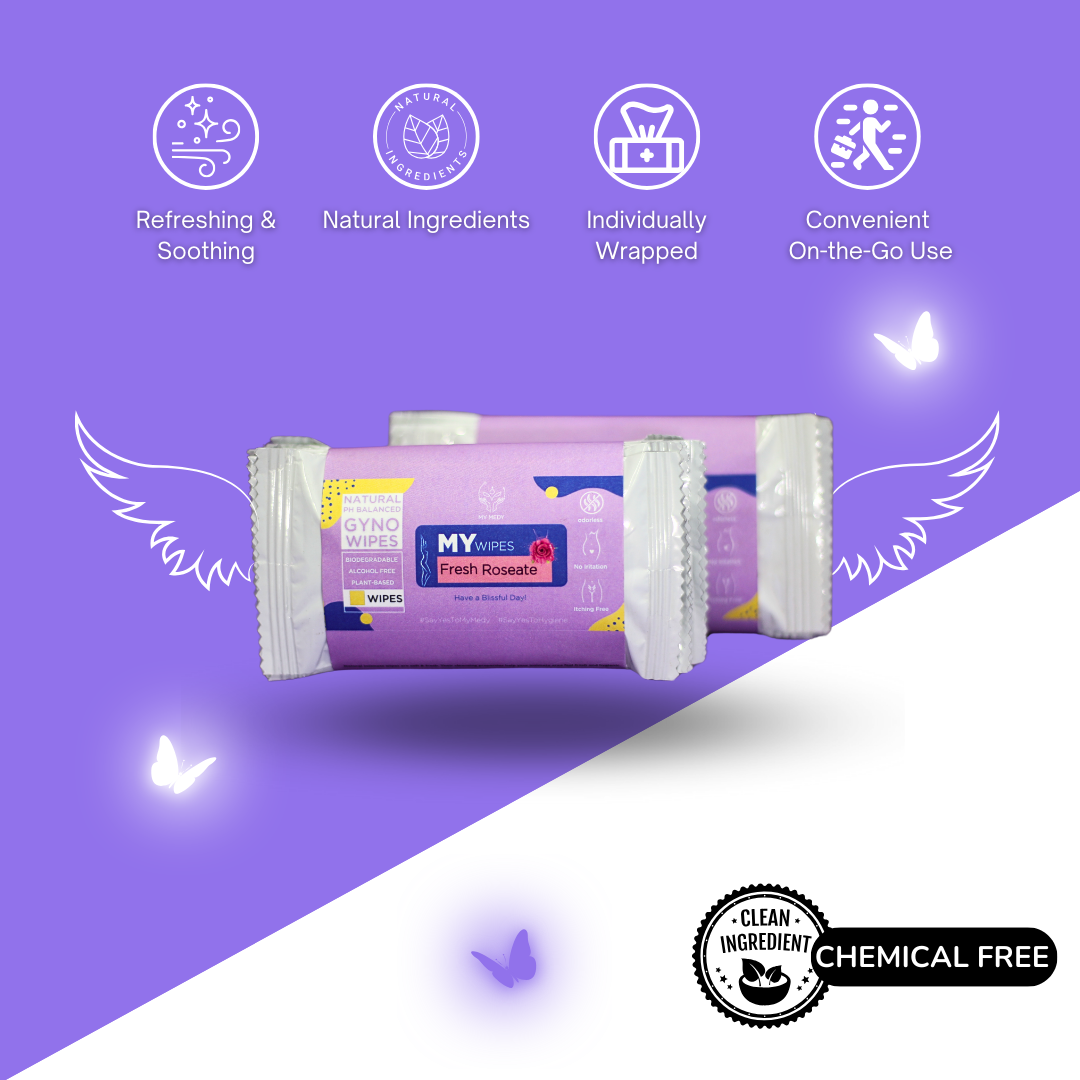 NATURAL
INGREDIENTS
Refreshing &
Soothing
Natural Ingredients
Individually
Wrapped
Convenient
On-the-Go Use
NATURAL
PH BALANCED
GYNO
WIPES
BIODEGRADABLE
ALCOHOL FREE
PLANT-BASED
WIPES
MY MEDY
MY WIPES
Fresh Roseate
Have a Blissful Day!
#SayYesToMyMedy #SayYesToHygiene
odorless
No Irritation
Itching Free
CLEAN
INGREDIENT
CHEMICAL FREE